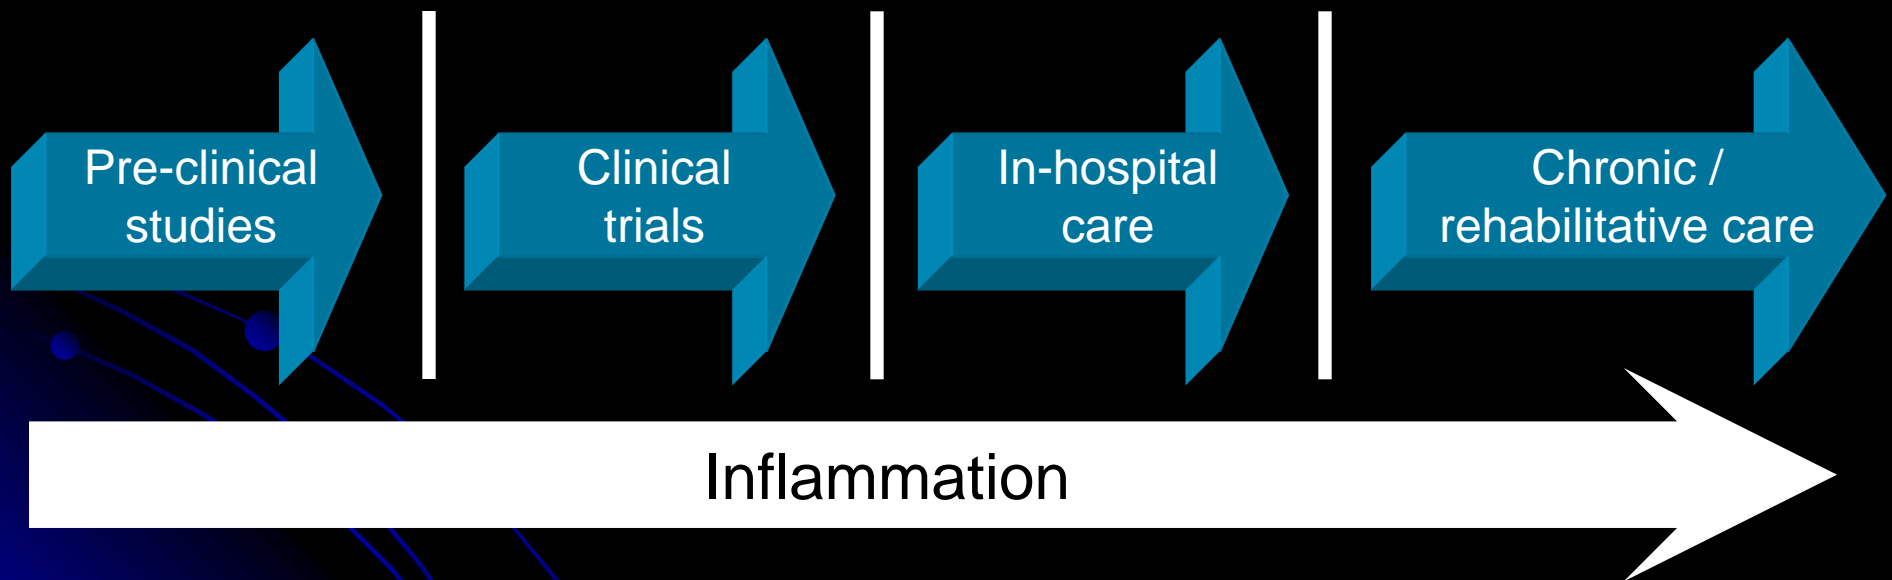 Pre-clinical
studies
Clinical
trials
In-hospital
care
Chronic /
rehabilitative care
Inflammation